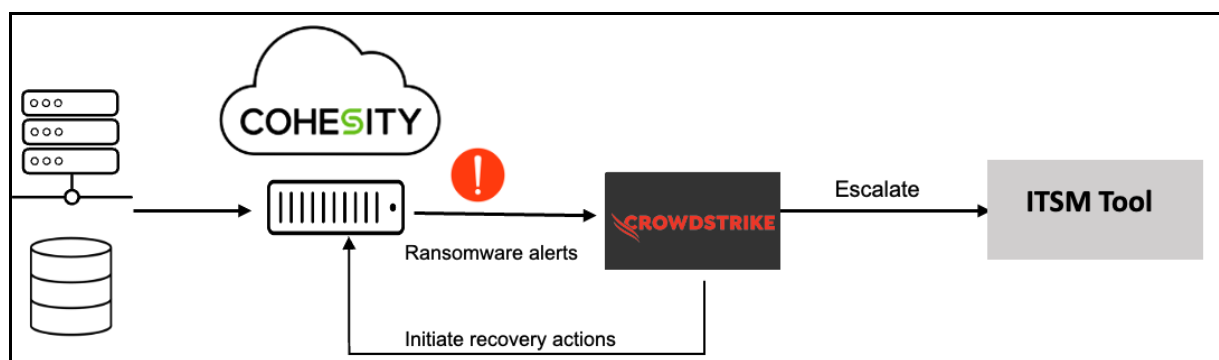 COHESITY
Ransomware alerts
CROWDSTRIKE
Escalate
ITSM Tool
Initiate recovery actions